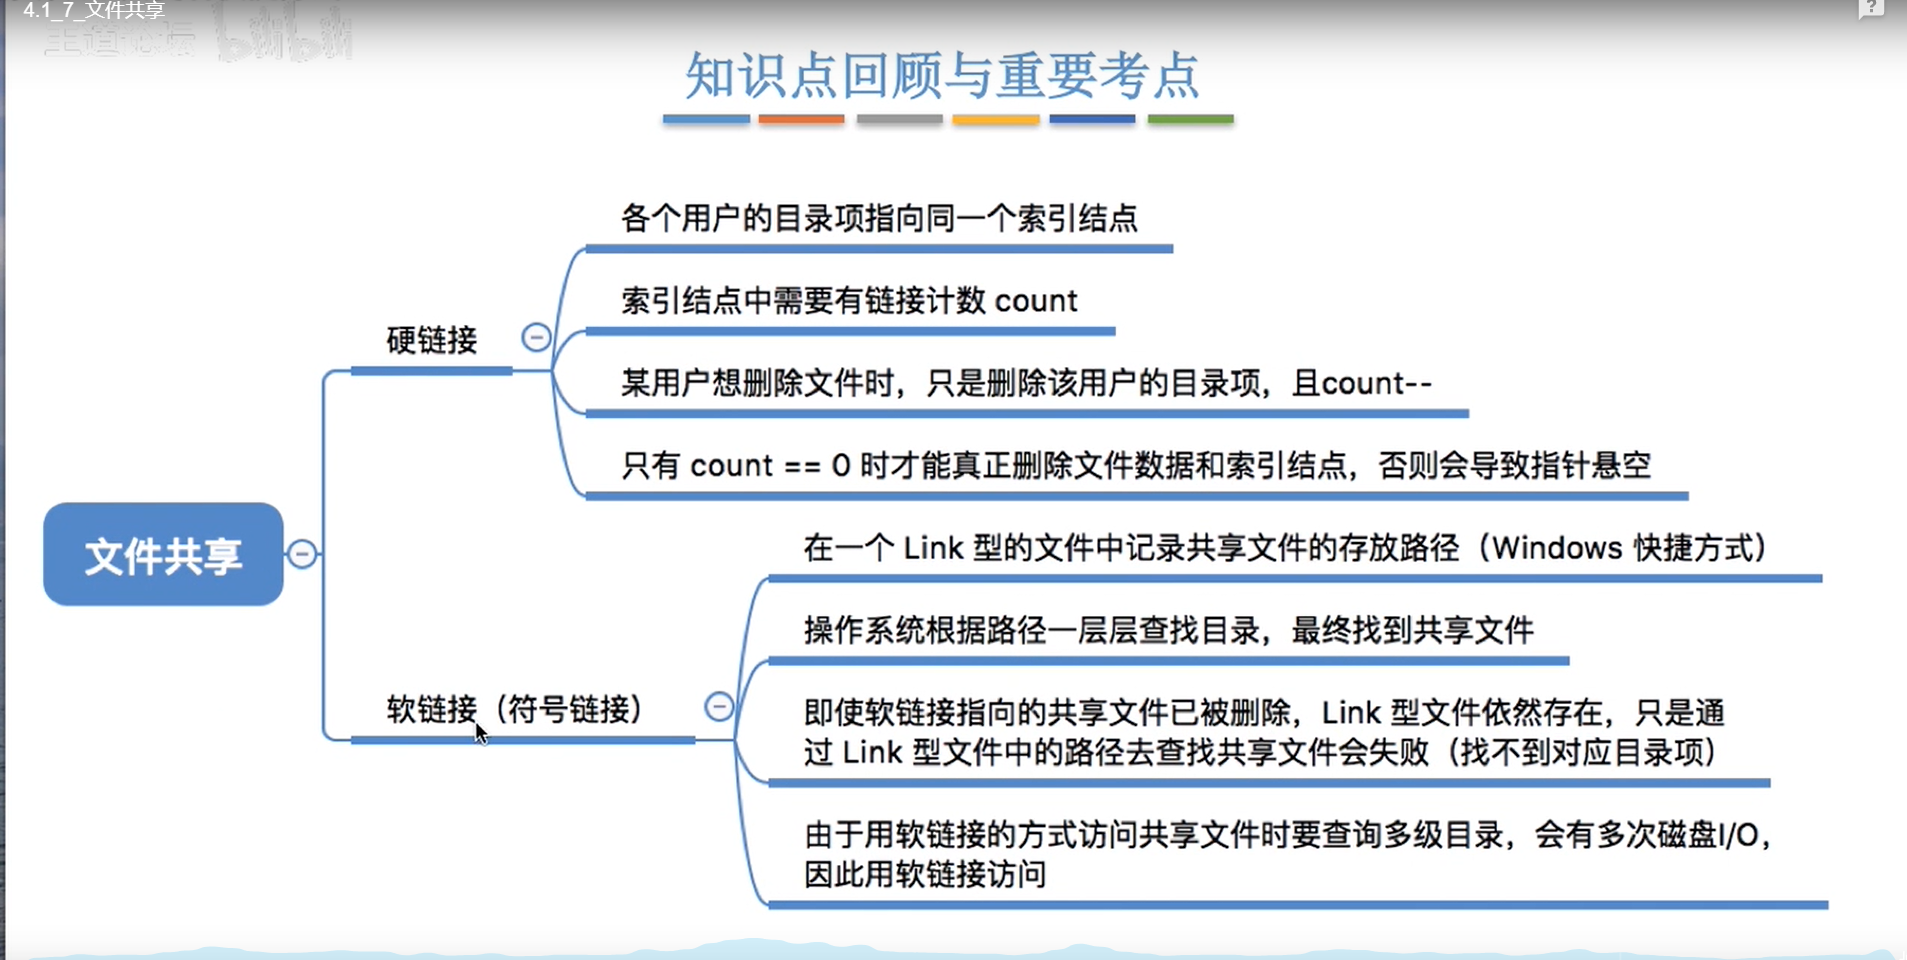 4.1_7_文件共享
王道论坛 bilibili
知识点回顾与重要考点
各个用户的目录项指向同一个索引结点
索引结点中需要有链接计数 count
硬链接
某用户想删除文件时，只是删除该用户的目录项，且count--
只有 count == 0 时才能真正删除文件数据和索引结点，否则会导致指针悬空
文件共享
在一个 Link 型的文件中记录共享文件的存放路径（Windows 快捷方式）
操作系统根据路径一层层查找目录，最终找到共享文件
软链接（符号链接）
即使软链接指向的共享文件已被删除，Link 型文件依然存在，只是通
过 Link 型文件中的路径去查找共享文件会失败（找不到对应目录项）
由于用软链接的方式访问共享文件时要查询多级目录，会有多次磁盘I/O，
因此用软链接访问